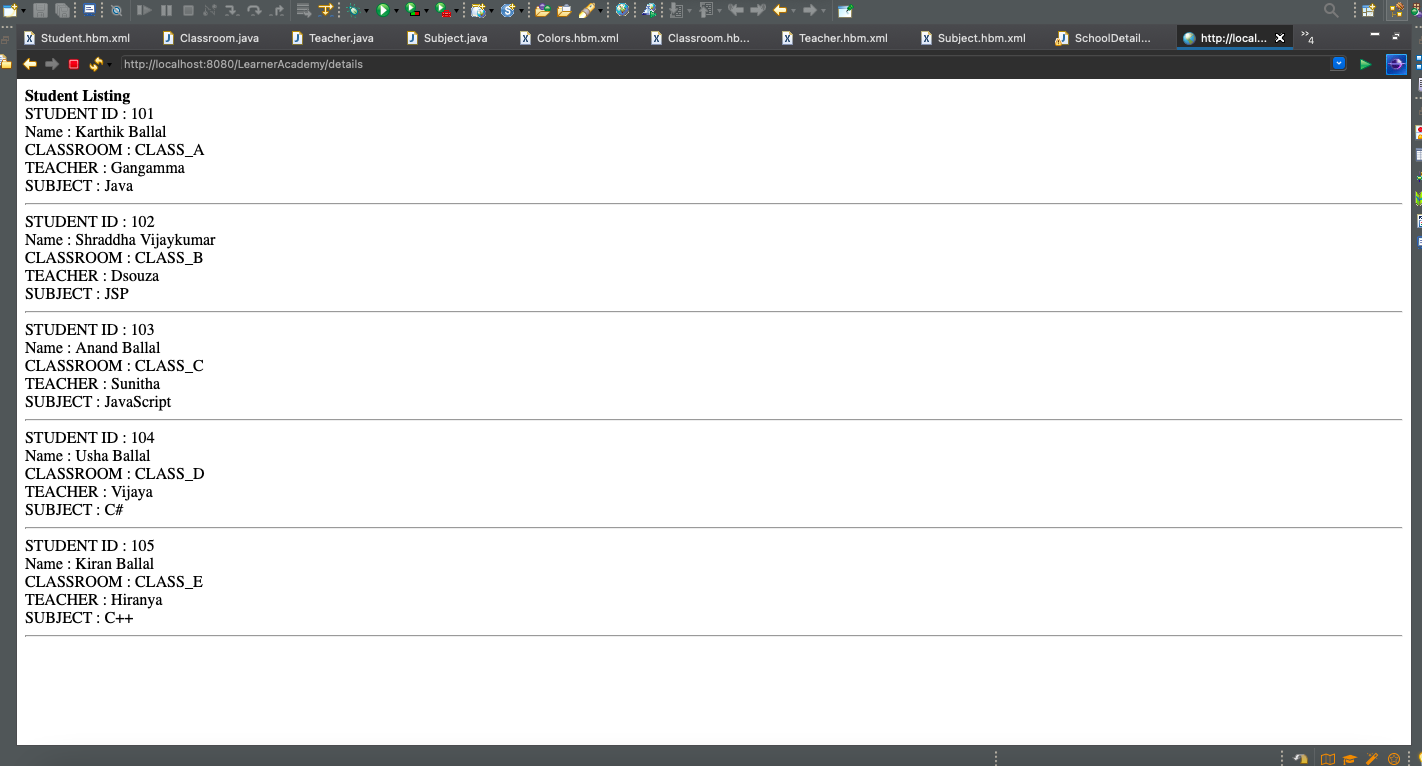 Student.hbm.xml
Classroom.java
Teacher.java
Subject.java
Colors.hbm.xml
Classroom.hb...
Teacher.hbm.xml
Subject.hbm.xml
SchoolDetail...
http://local...
4
http://localhost:8080/LearnerAcademy/details
Student Listing
STUDENT ID : 101
Name : Karthik Ballal
CLASSROOM : CLASS_A
TEACHER : Gangamma
SUBJECT : Java
STUDENT ID : 102
Name : Shraddha Vijaykumar
CLASSROOM : CLASS_B
TEACHER : Dsouza
SUBJECT : JSP
STUDENT ID : 103
Name : Anand Ballal
CLASSROOM : CLASS_C
TEACHER : Sunitha
SUBJECT : JavaScript
STUDENT ID : 104
Name : Usha Ballal
CLASSROOM : CLASS_D
TEACHER : Vijaya
SUBJECT : C#
STUDENT ID : 105
Name : Kiran Ballal
CLASSROOM : CLASS_E
TEACHER : Hiranya
SUBJECT : C++